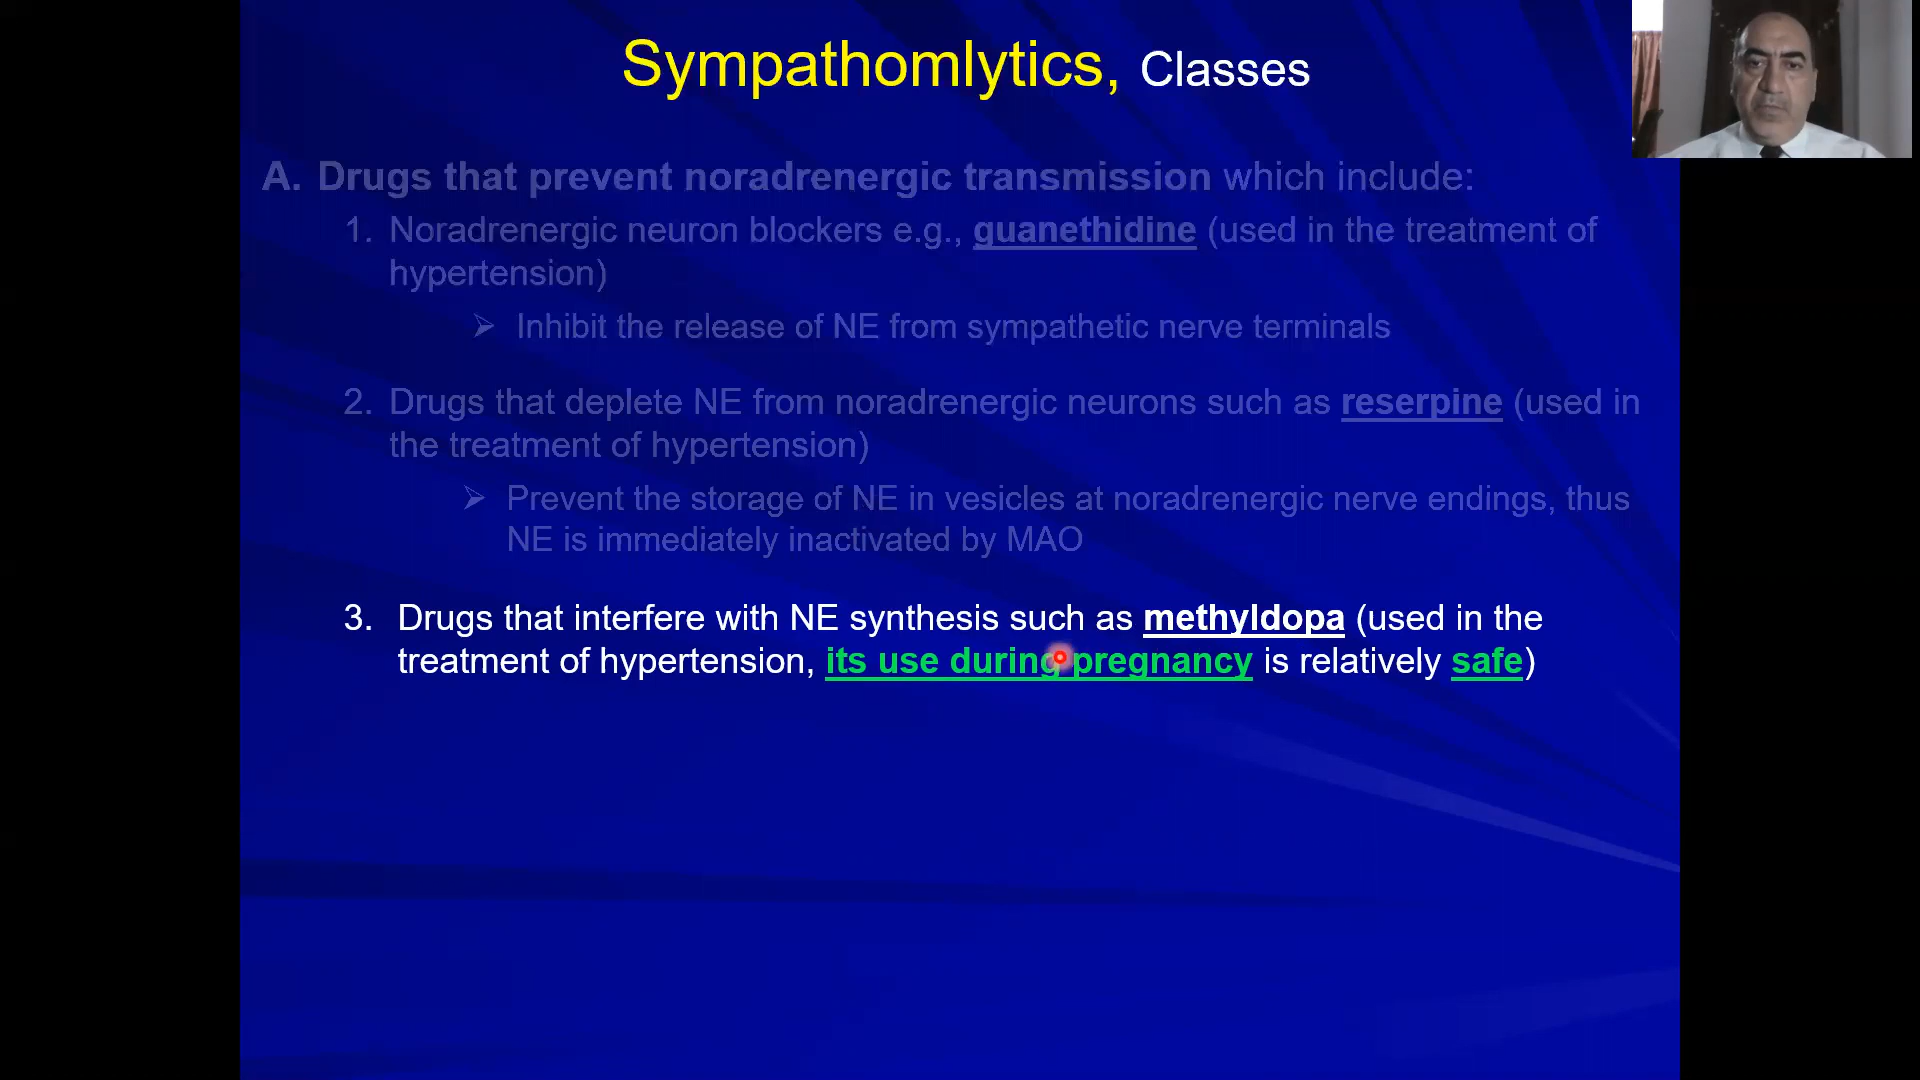 Sympathomlytics, Classes
A. Drugs that prevent noradrenergic transmission which include:
1. Noradrenergic neuron blockers e.g., guanethidine (used in the treatment of
hypertension)
➢ Inhibit the release of NE from sympathetic nerve terminals
2. Drugs that deplete NE from noradrenergic neurons such as reserpine (used in
the treatment of hypertension)
➢ Prevent the storage of NE in vesicles at noradrenergic nerve endings, thus
NE is immediately inactivated by MAO
3. Drugs that interfere with NE synthesis such as methyldopa (used in the
treatment of hypertension, its use during pregnancy is relatively safe)